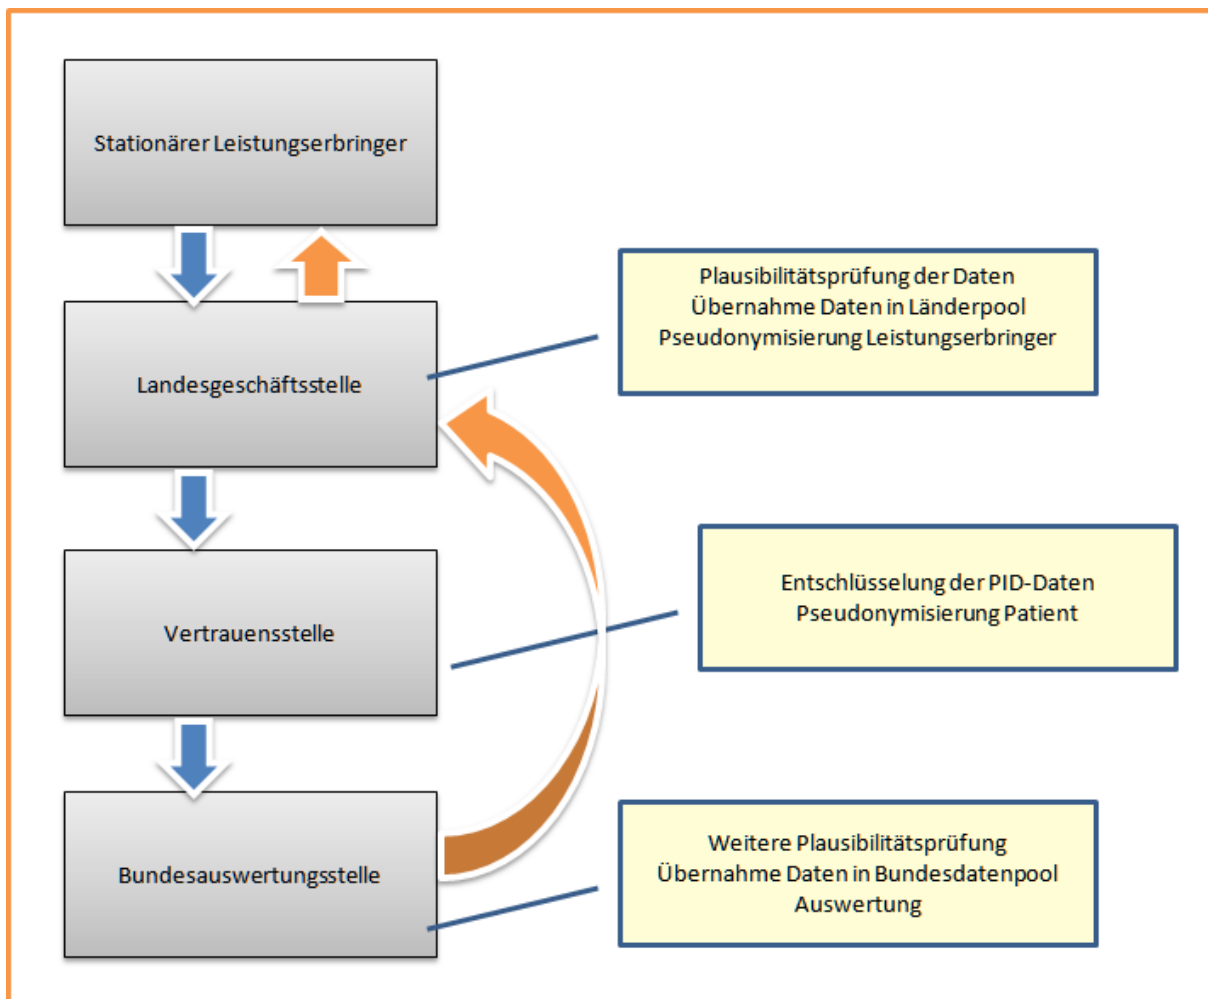 Stationärer Leistungserbringer
Plausibilitätsprüfung der Daten
Übernahme Daten in Länderpool
Pseudonymisierung Leistungserbringer
Landesgeschäftsstelle
Entschlüsselung der PID-Daten
Pseudonymisierung Patient
Vertrauensstelle
Weitere Plausibilitätsprüfung
Übernahme Daten in Bundesdatenpool
Auswertung
Bundesauswertungsstelle